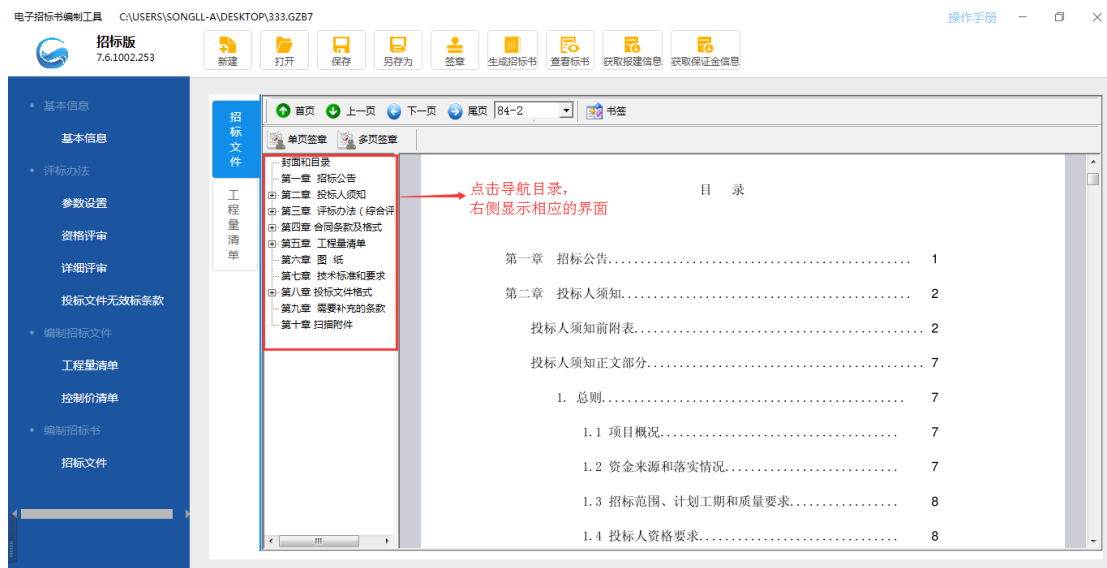 电子招标书编制工具 C:\USERS\SONGLL-A\DESKTOP\333.GZB7 操作手册
招标版
7.6.1002.253
新建 打开 保存 另存为 签章 生成招标书 查看标书 获取报建信息 获取保证金信息
基本信息
基本信息
评标办法
参数设置
资格评审
详细评审
投标文件无效标条款
编制招标文件
工程量清单
控制价清单
编制招标书
招标文件
招标文件
工程量清单
首页 上一页 下一页 尾页 84-2 书签
单页签章 多页签章
封面和目录
第一章 招标公告
第二章 投标人须知
第三章 评标办法(综合评
第四章 合同条款及格式
第五章 工程量清单
第六章 图 纸
第七章 技术标准和要求
第八章 投标文件格式
第九章 需要补充的条款
第十章 扫描附件
点击导航目录,
右侧显示相应的界面
目 录
第一章 招标公告............................................... 1
第二章 投标人须知............................................. 2
投标人须知前附表............................................. 2
投标人须知正文部分........................................... 7
1. 总则............................................... 7
1.1 项目概况..................................... 7
1.2 资金来源和落实情况........................... 7
1.3 招标范围、计划工期和质量要求................. 8
1.4 投标人资格要求............................... 8